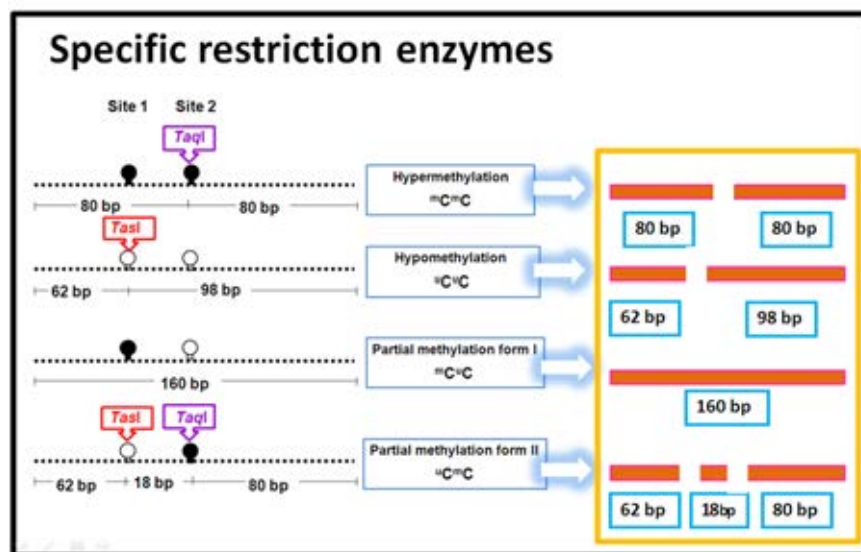 Specific restriction enzymes
Site 1 Site 2
TaqI
80 bp 80 bp
Hypermethylation
ᵐCᵐC
80 bp 80 bp
TasI
62 bp 98 bp
Hypomethylation
ᵘCᵘC
62 bp 98 bp
160 bp
Partial methylation form I
ᵐCᵘC
160 bp
TasI TaqI
62 bp 18 bp 80 bp
Partial methylation form II
ᵘCᵐC
62 bp 18bp 80 bp